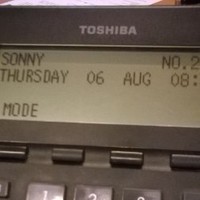 TOSHIBA
SONNY NO.2
THURSDAY 06 AUG 08:
MODE